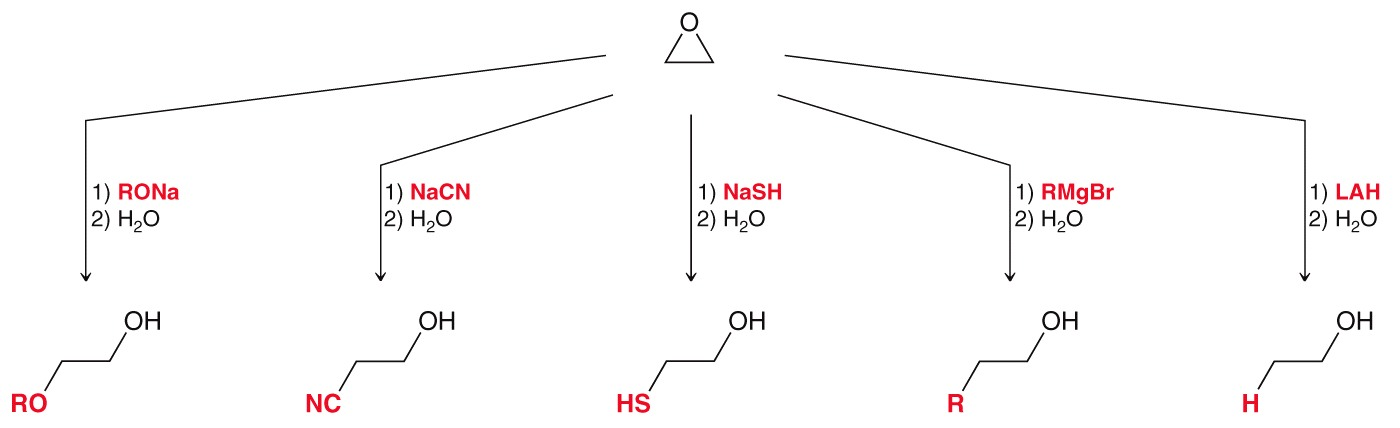 O
1) RONa
2) H₂O
1) NaCN
2) H₂O
1) NaSH
2) H₂O
1) RMgBr
2) H₂O
1) LAH
2) H₂O
OH
RO
OH
NC
OH
HS
OH
R
OH
H